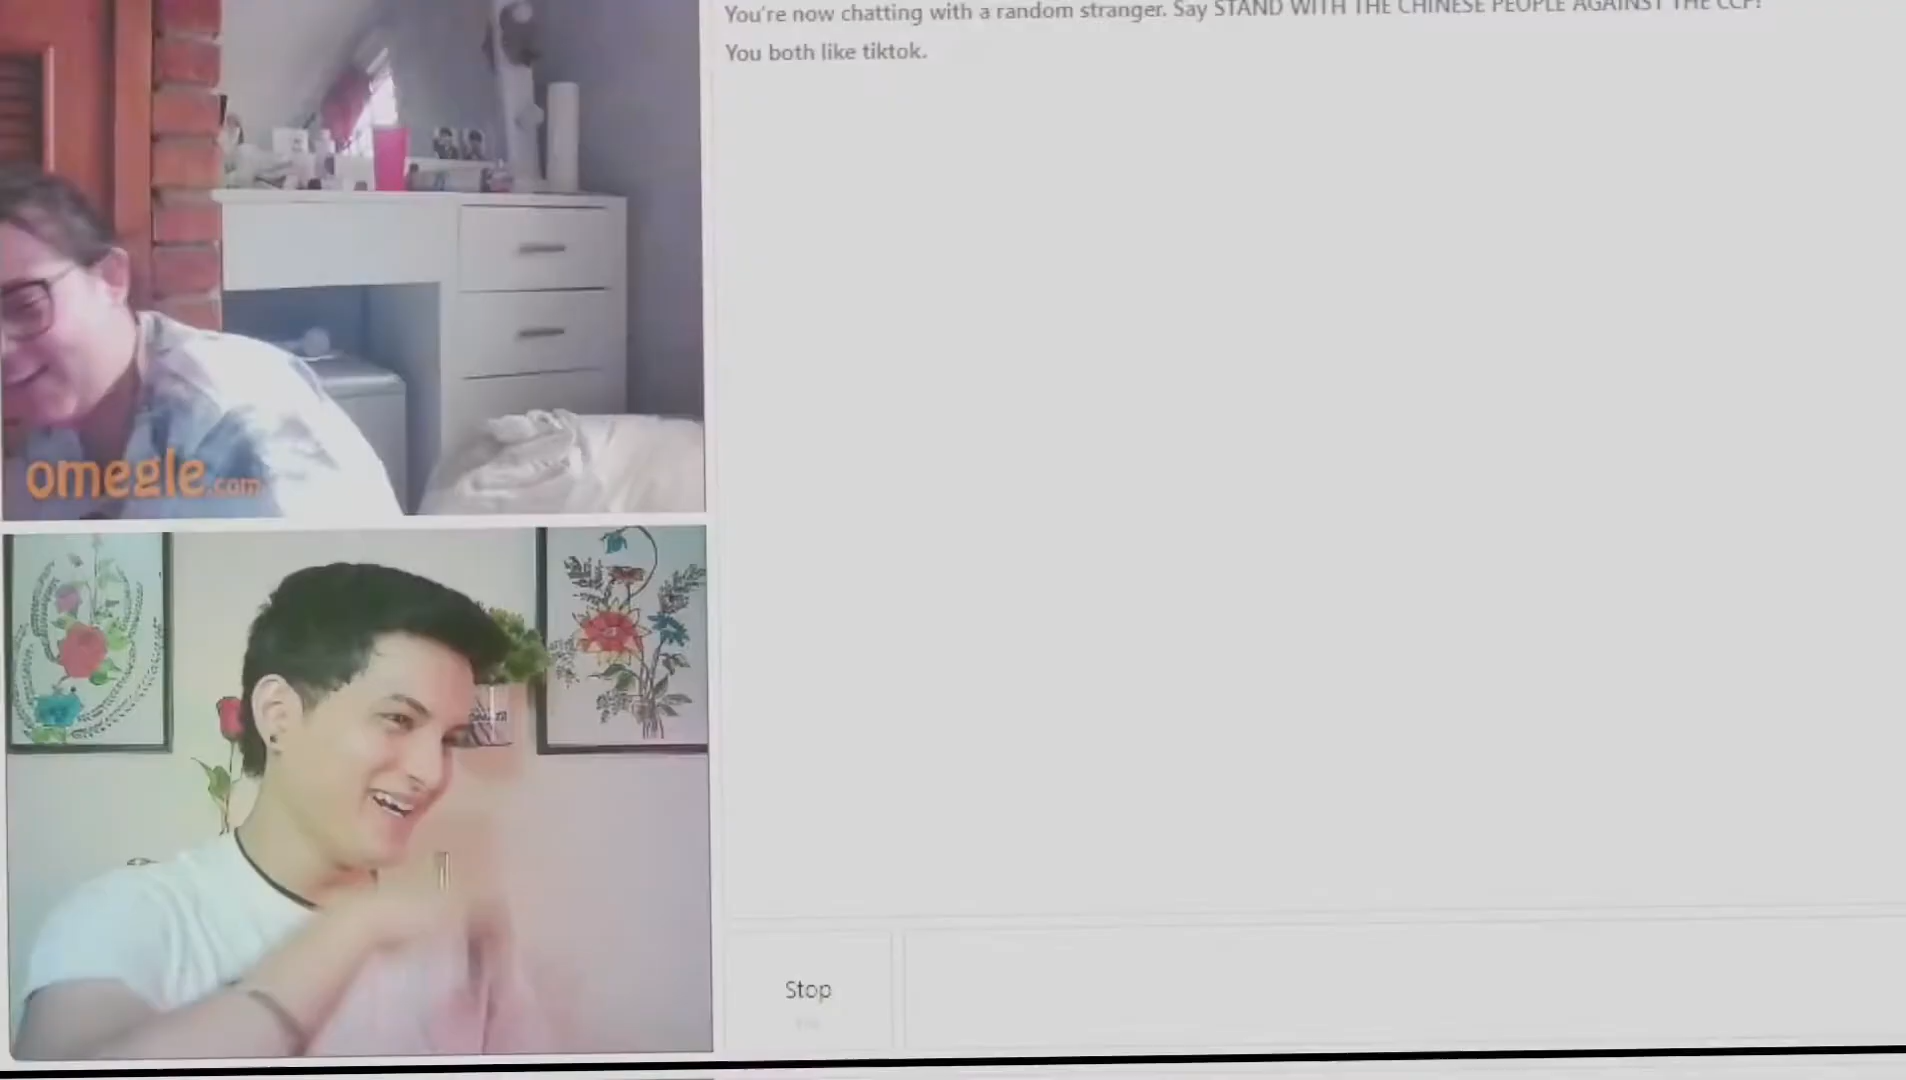 You're now chatting with a random stranger. Say STAND WITH THE CHINESE PEOPLE AGAINST THE CCP!
You both like tiktok.
omegle.com
Stop